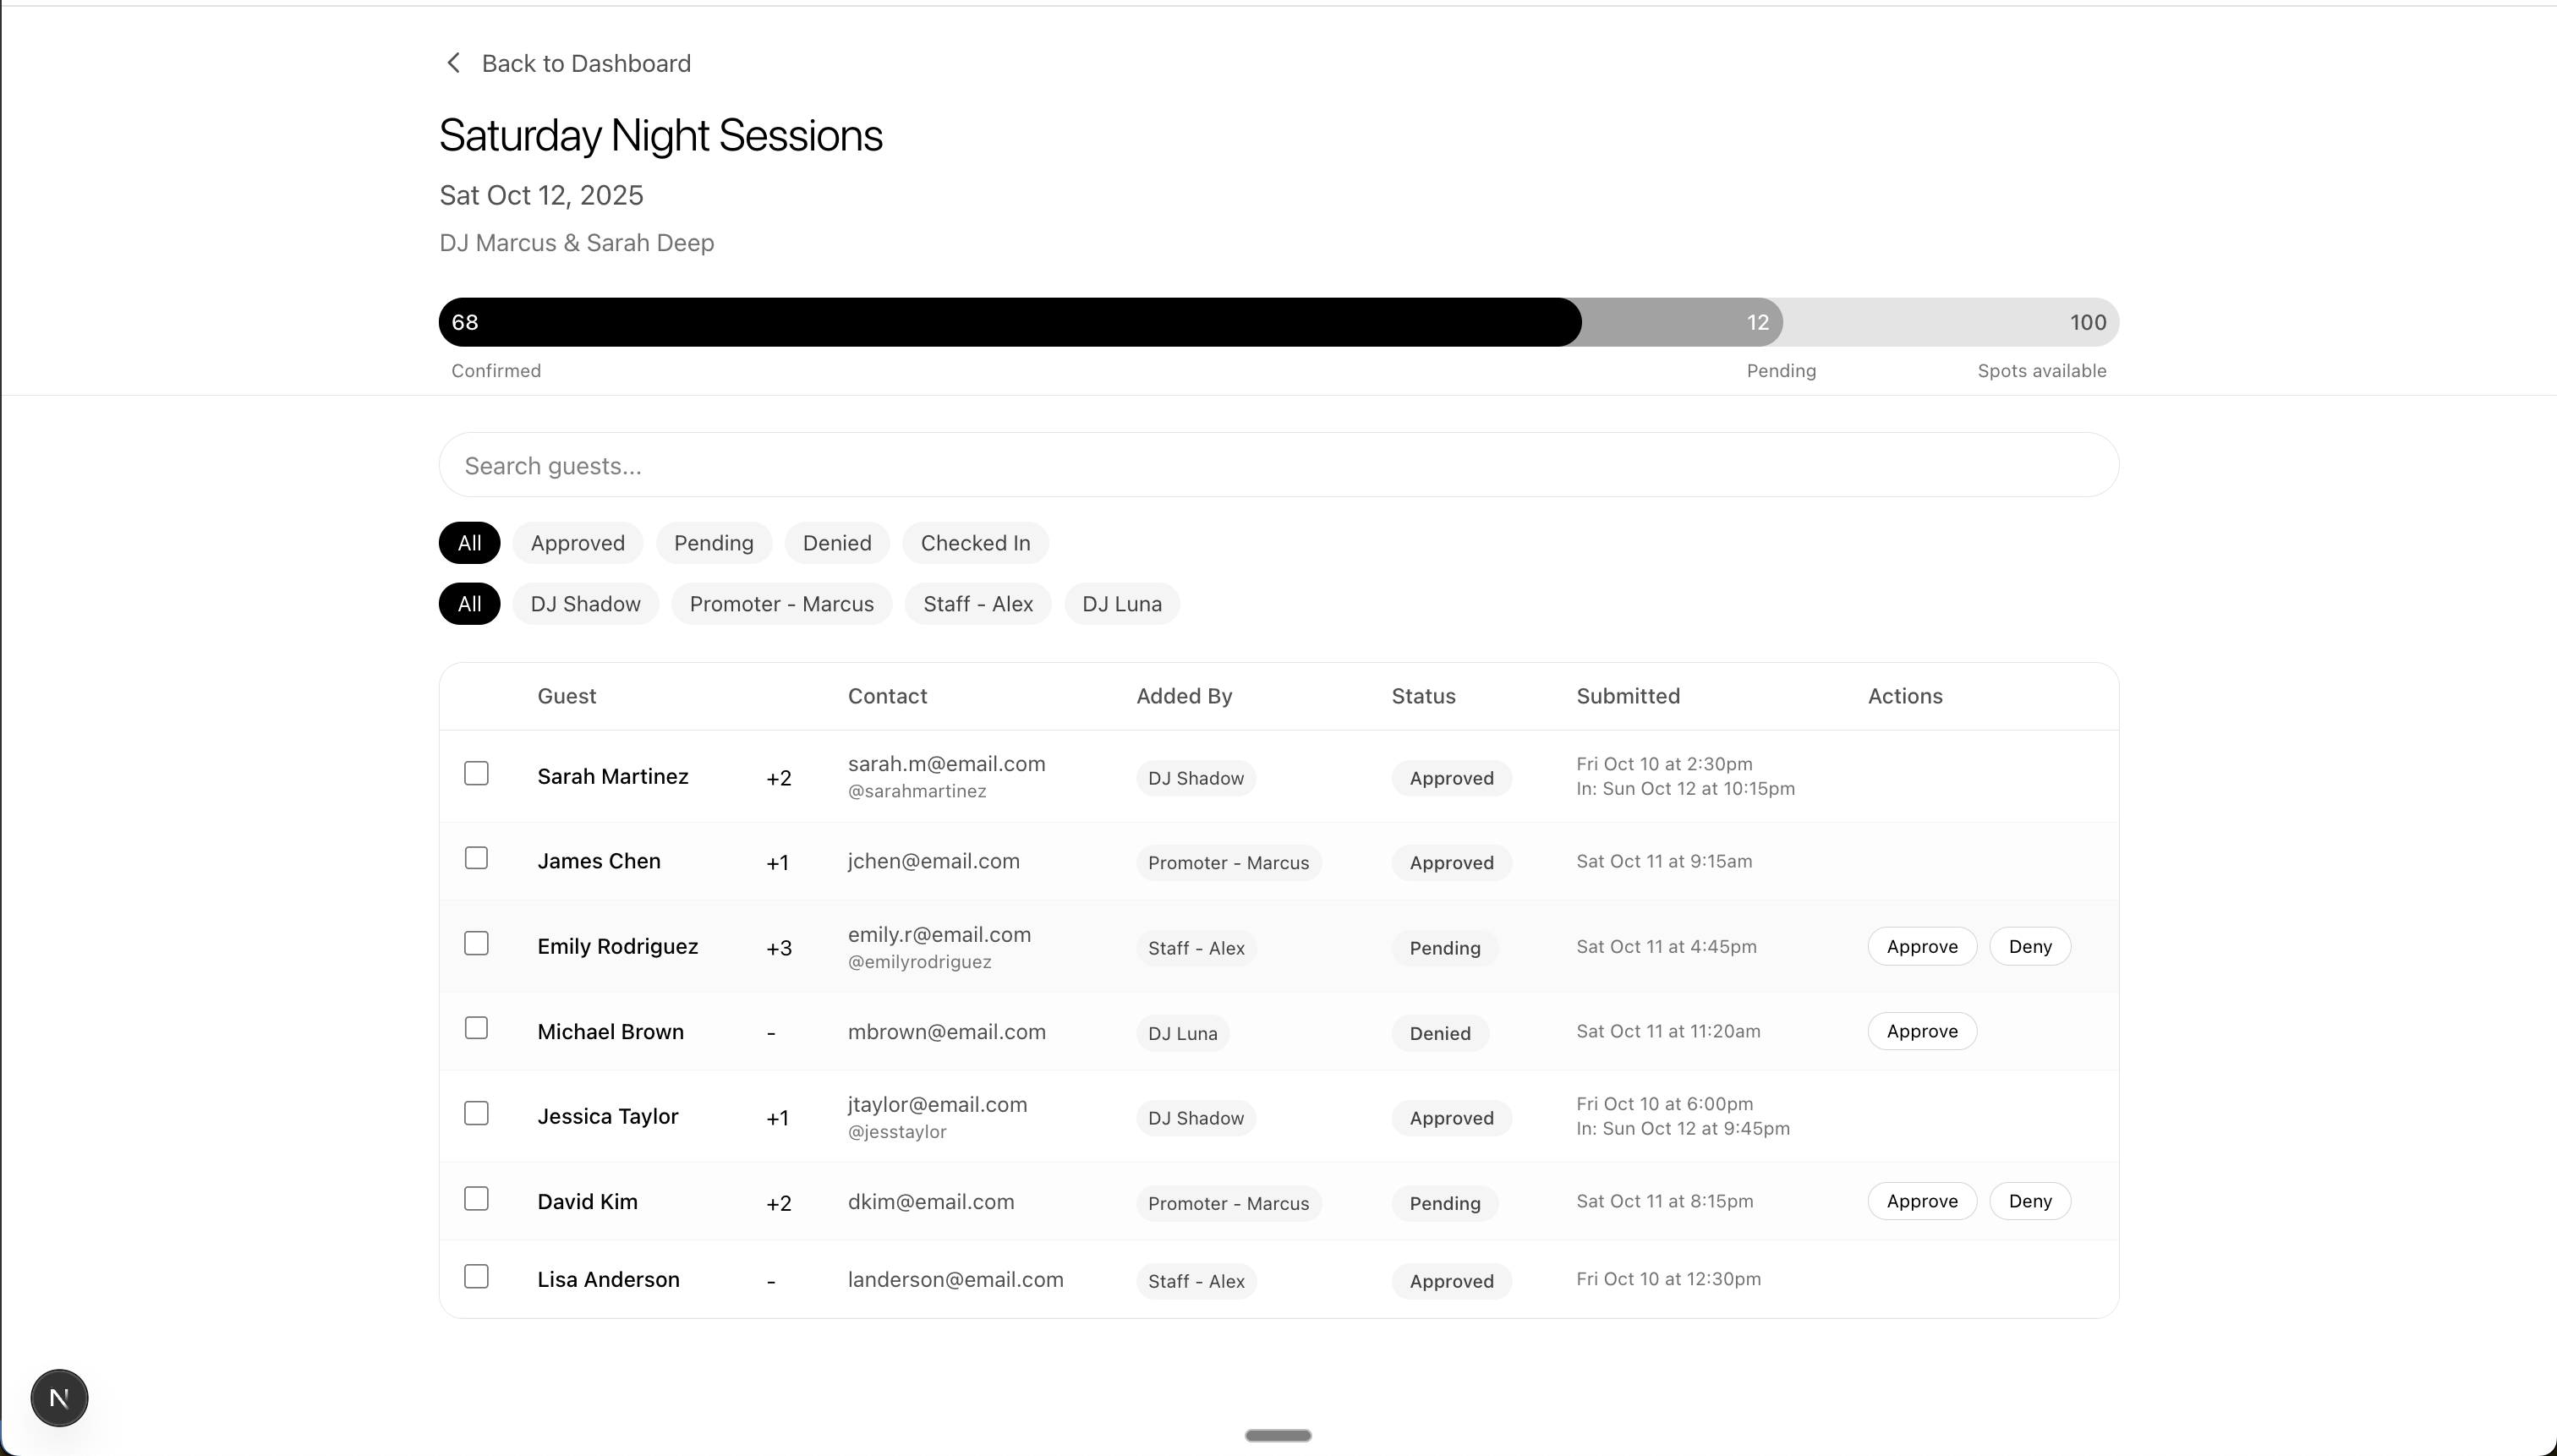 Back to Dashboard
Saturday Night Sessions
Sat Oct 12, 2025
DJ Marcus & Sarah Deep
68 12 100
Confirmed Pending Spots available
Search guests...
All Approved Pending Denied Checked In
All DJ Shadow Promoter - Marcus Staff - Alex DJ Luna
Guest Contact Added By Status Submitted Actions
Sarah Martinez +2 sarah.m@email.com DJ Shadow Approved Fri Oct 10 at 2:30pm
@sarahmartinez In: Sun Oct 12 at 10:15pm
James Chen +1 jchen@email.com Promoter - Marcus Approved Sat Oct 11 at 9:15am
Emily Rodriguez +3 emily.r@email.com Staff - Alex Pending Sat Oct 11 at 4:45pm Approve Deny
@emilyrodriguez
Michael Brown - mbrown@email.com DJ Luna Denied Sat Oct 11 at 11:20am Approve
Jessica Taylor +1 jtaylor@email.com DJ Shadow Approved Fri Oct 10 at 6:00pm
@jesstaylor In: Sun Oct 12 at 9:45pm
David Kim +2 dkim@email.com Promoter - Marcus Pending Sat Oct 11 at 8:15pm Approve Deny
Lisa Anderson - landerson@email.com Staff - Alex Approved Fri Oct 10 at 12:30pm
N